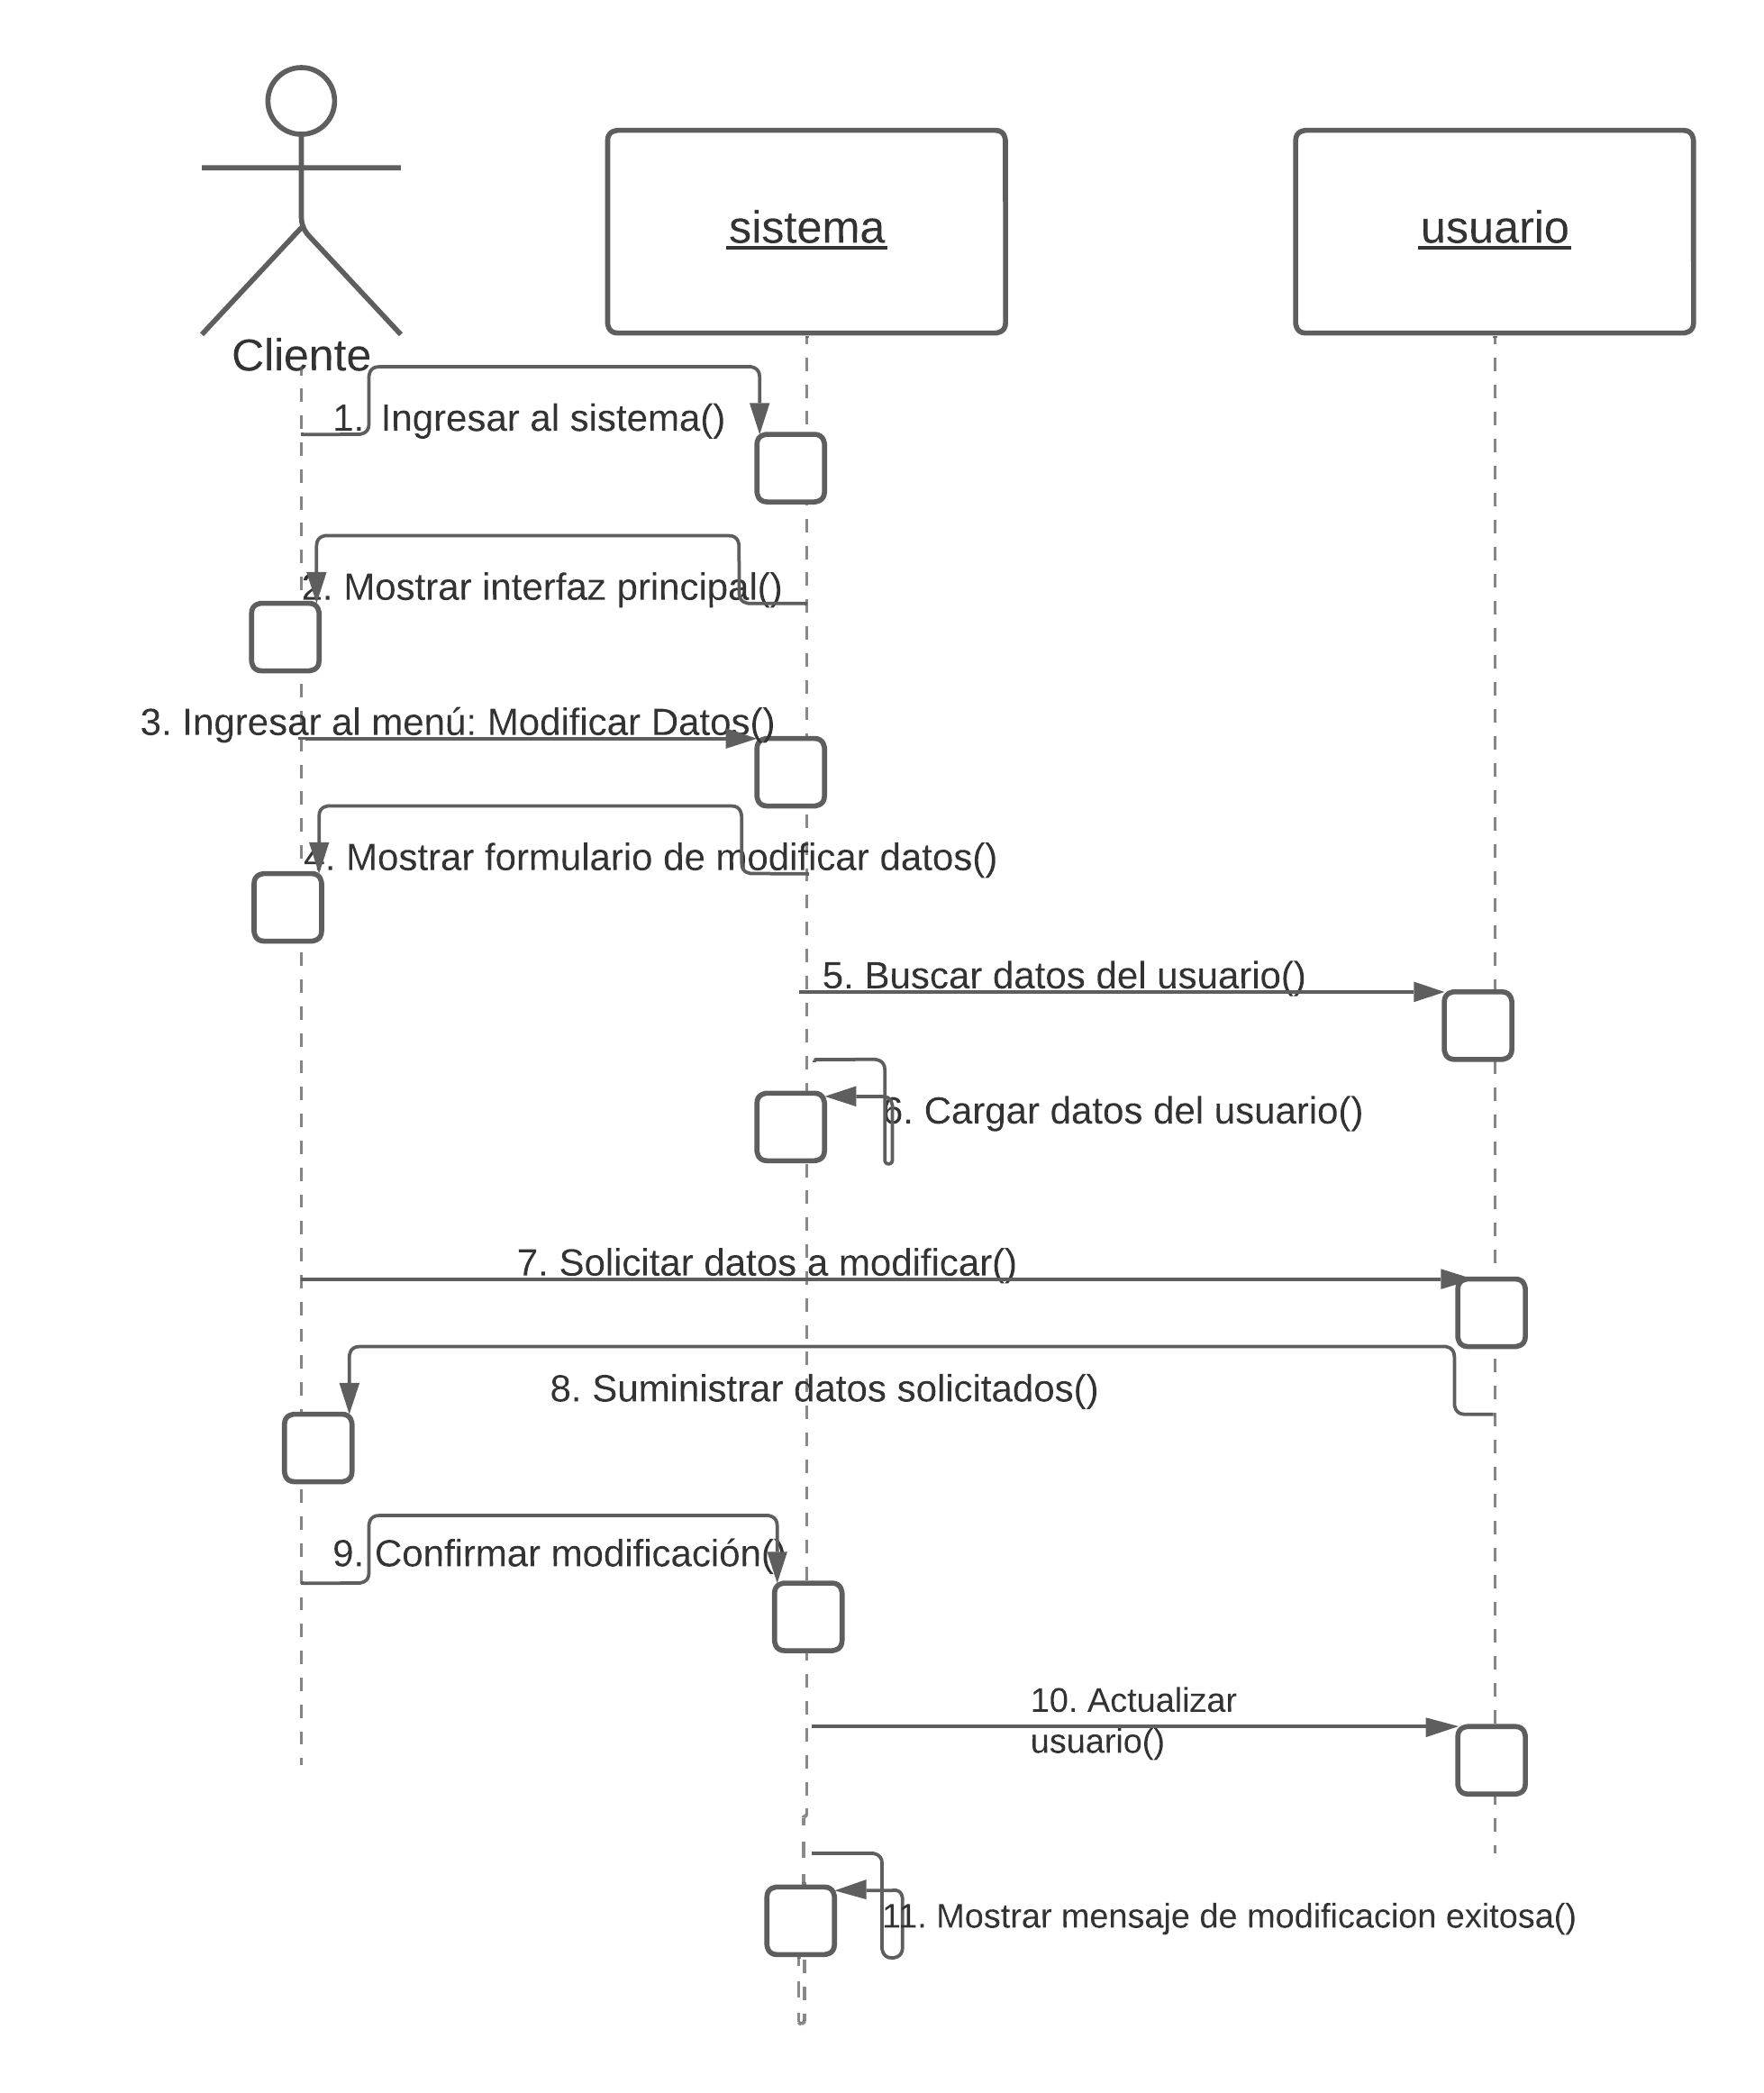 sistema
usuario
Cliente
1. Ingresar al sistema()
2. Mostrar interfaz principal()
3. Ingresar al menú: Modificar Datos()
4. Mostrar formulario de modificar datos()
5. Buscar datos del usuario()
6. Cargar datos del usuario()
7. Solicitar datos a modificar()
8. Suministrar datos solicitados()
9. Confirmar modificación()
10. Actualizar
usuario()
11. Mostrar mensaje de modificacion exitosa()